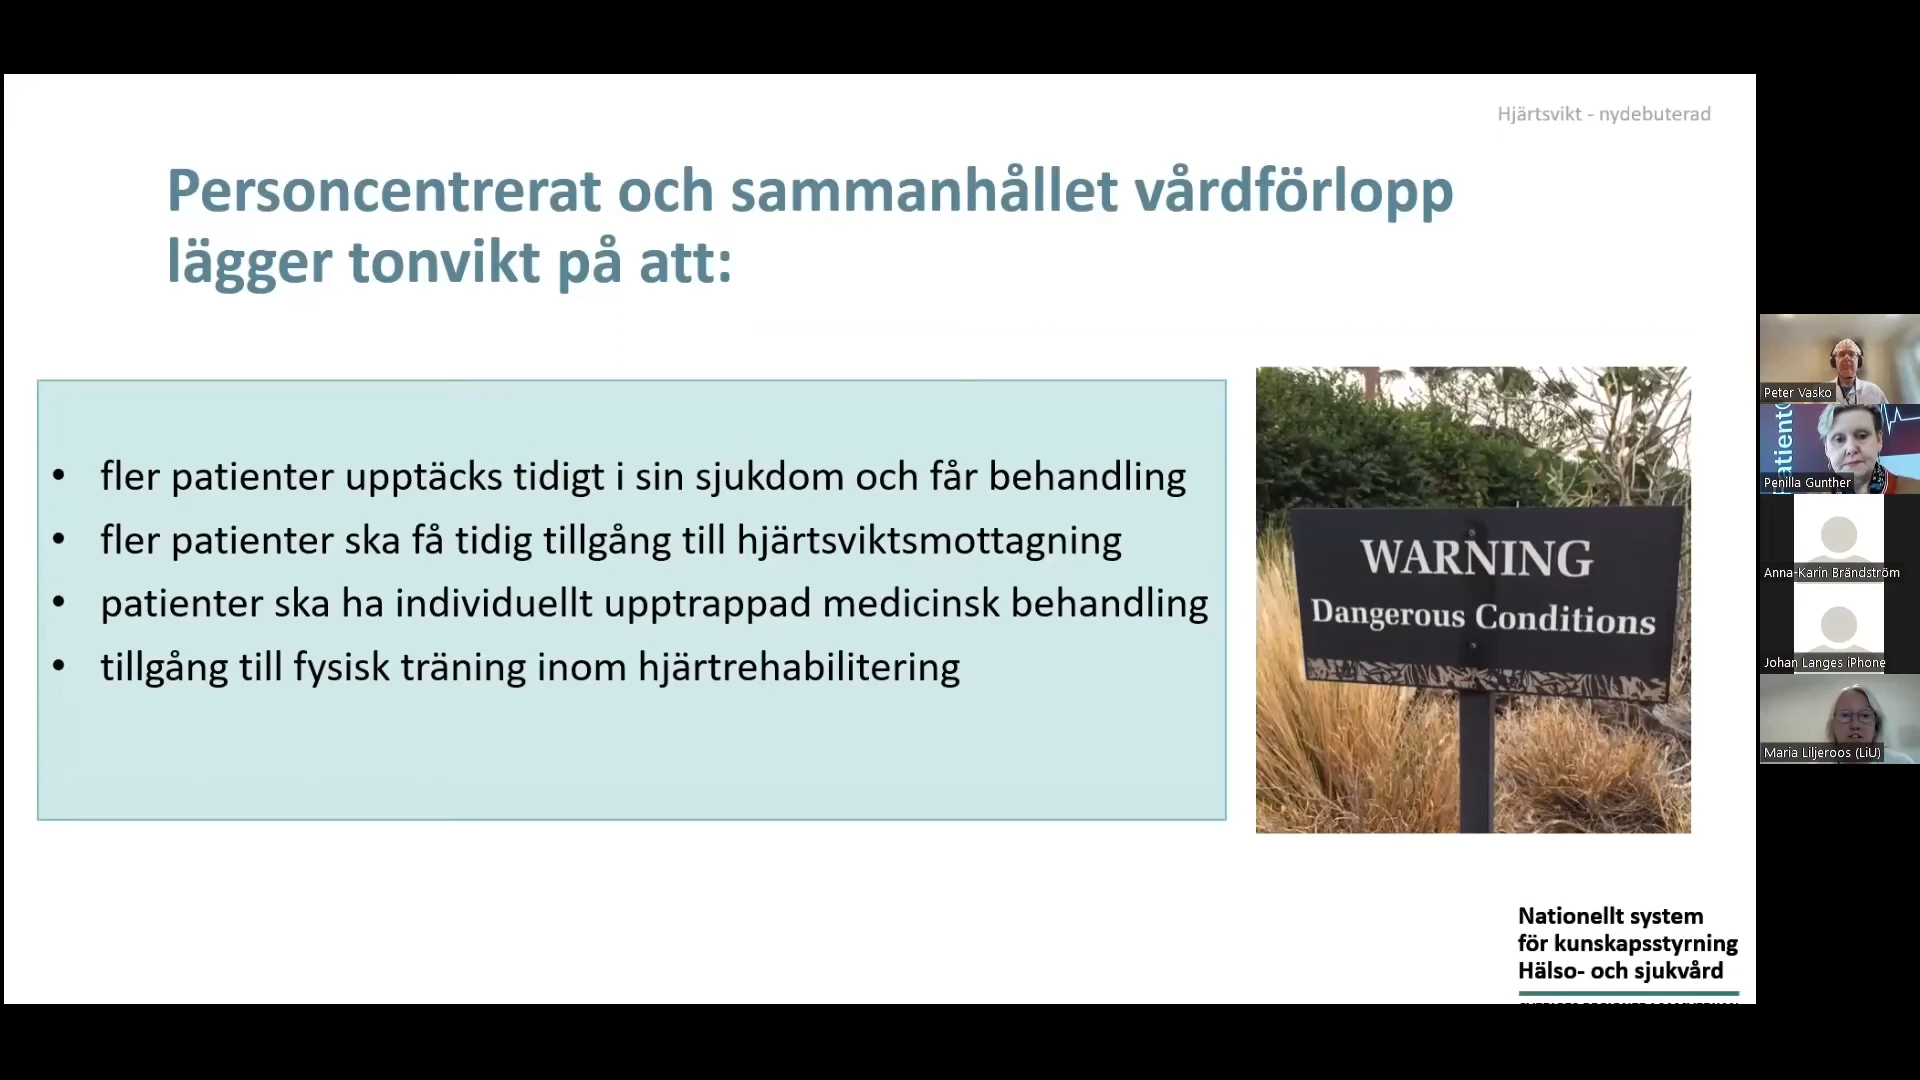 Hjärtsvikt - nydebuterad
Personcentrerat och sammanhållet vårdförlopp
lägger tonvikt på att:
• fler patienter upptäcks tidigt i sin sjukdom och får behandling
• fler patienter ska få tidig tillgång till hjärtsviktsmottagning
• patienter ska ha individuellt upptrappad medicinsk behandling
• tillgång till fysisk träning inom hjärtrehabilitering
WARNING
Dangerous Conditions
Nationellt system
för kunskapsstyrning
Hälso- och sjukvård
Peter Vasko
Penilla Gunther
Anna-Karin Brändström
Johan Langes iPhone
Maria Liljeroos (LiU)